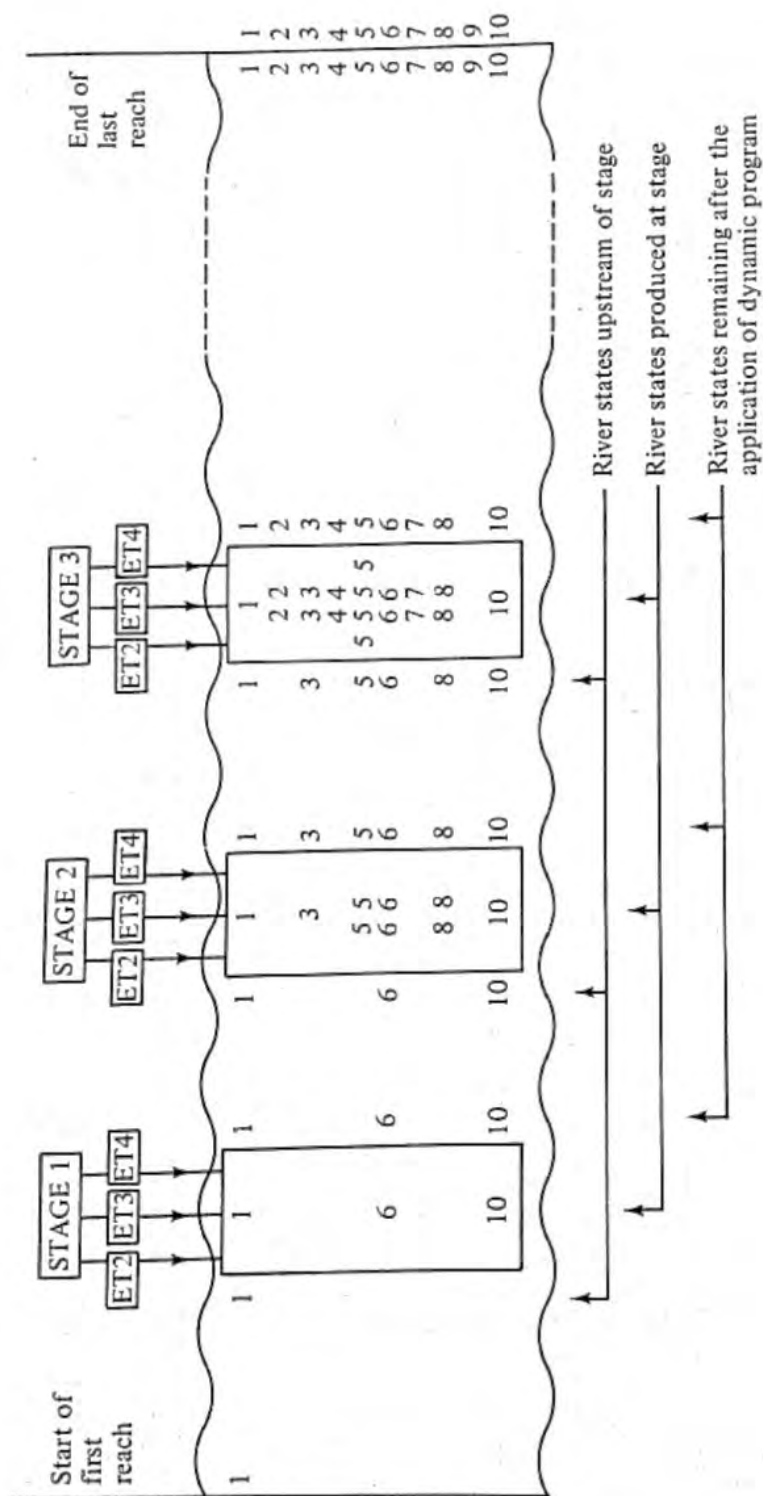 Start of
first
reach
STAGE 1 STAGE 2 STAGE 3
ET2 ET3 ET4 ET2 ET3 ET4 ET2 ET3 ET4
End of
last
reach
1 1 1 1 1 1 1 1 1 1 1 1
2 2 2 2 2
3 3 3 3 3 3 3 3
4 4 4 4 4
5 5 5 5 5 5 5 5 5 5 5
6 6 6 6 6 6 6 6 6 6 6 6
7 7 7 7 7
8 8 8 8 8 8 8 8 8
9 9
10 10 10 10 10 10 10 10 10 10
River states upstream of stage
River states produced at stage
River states remaining after the
application of dynamic program